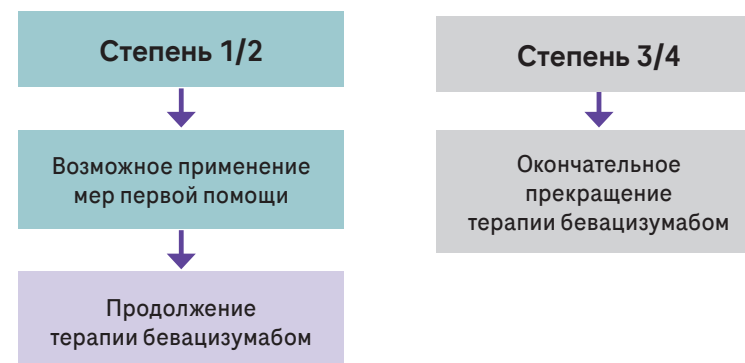 Степень 1/2
Возможное применение
мер первой помощи
Продолжение
терапии бевацизумабом
Степень 3/4
Окончательное
прекращение
терапии бевацизумабом